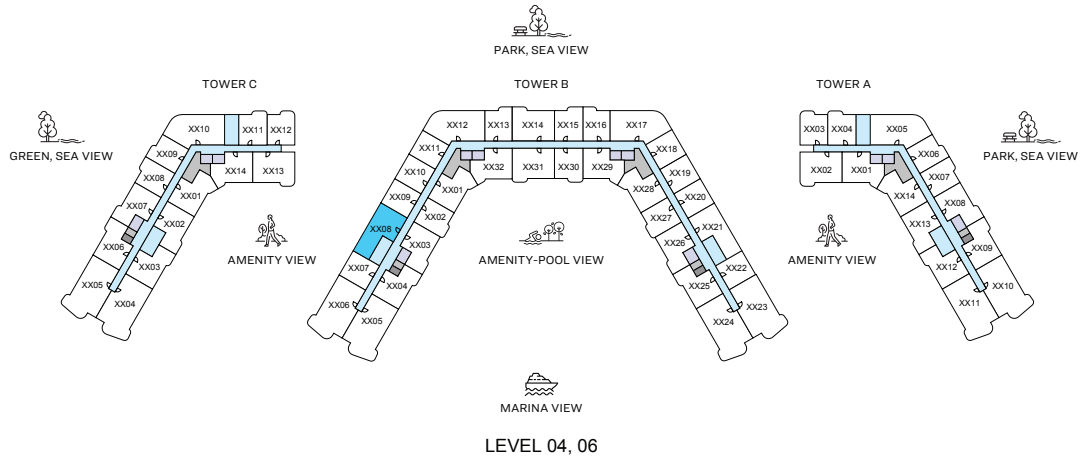 PARK, SEA VIEW
TOWER C
TOWER B
TOWER A
GREEN, SEA VIEW
PARK, SEA VIEW
XX10
XX11
XX12
XX09
XX08
XX07
XX06
XX05
XX04
XX03
XX02
XX01
XX14
XX13
AMENITY VIEW
XX12
XX13
XX14
XX15
XX16
XX17
XX11
XX10
XX09
XX08
XX07
XX06
XX05
XX04
XX03
XX02
XX01
XX32
XX31
XX30
XX29
XX28
XX27
XX26
XX25
XX24
XX18
XX19
XX20
XX21
XX22
XX23
AMENITY-POOL VIEW
XX03
XX04
XX05
XX02
XX01
XX06
XX07
XX08
XX09
XX10
XX14
XX13
XX12
XX11
AMENITY VIEW
MARINA VIEW
LEVEL 04, 06